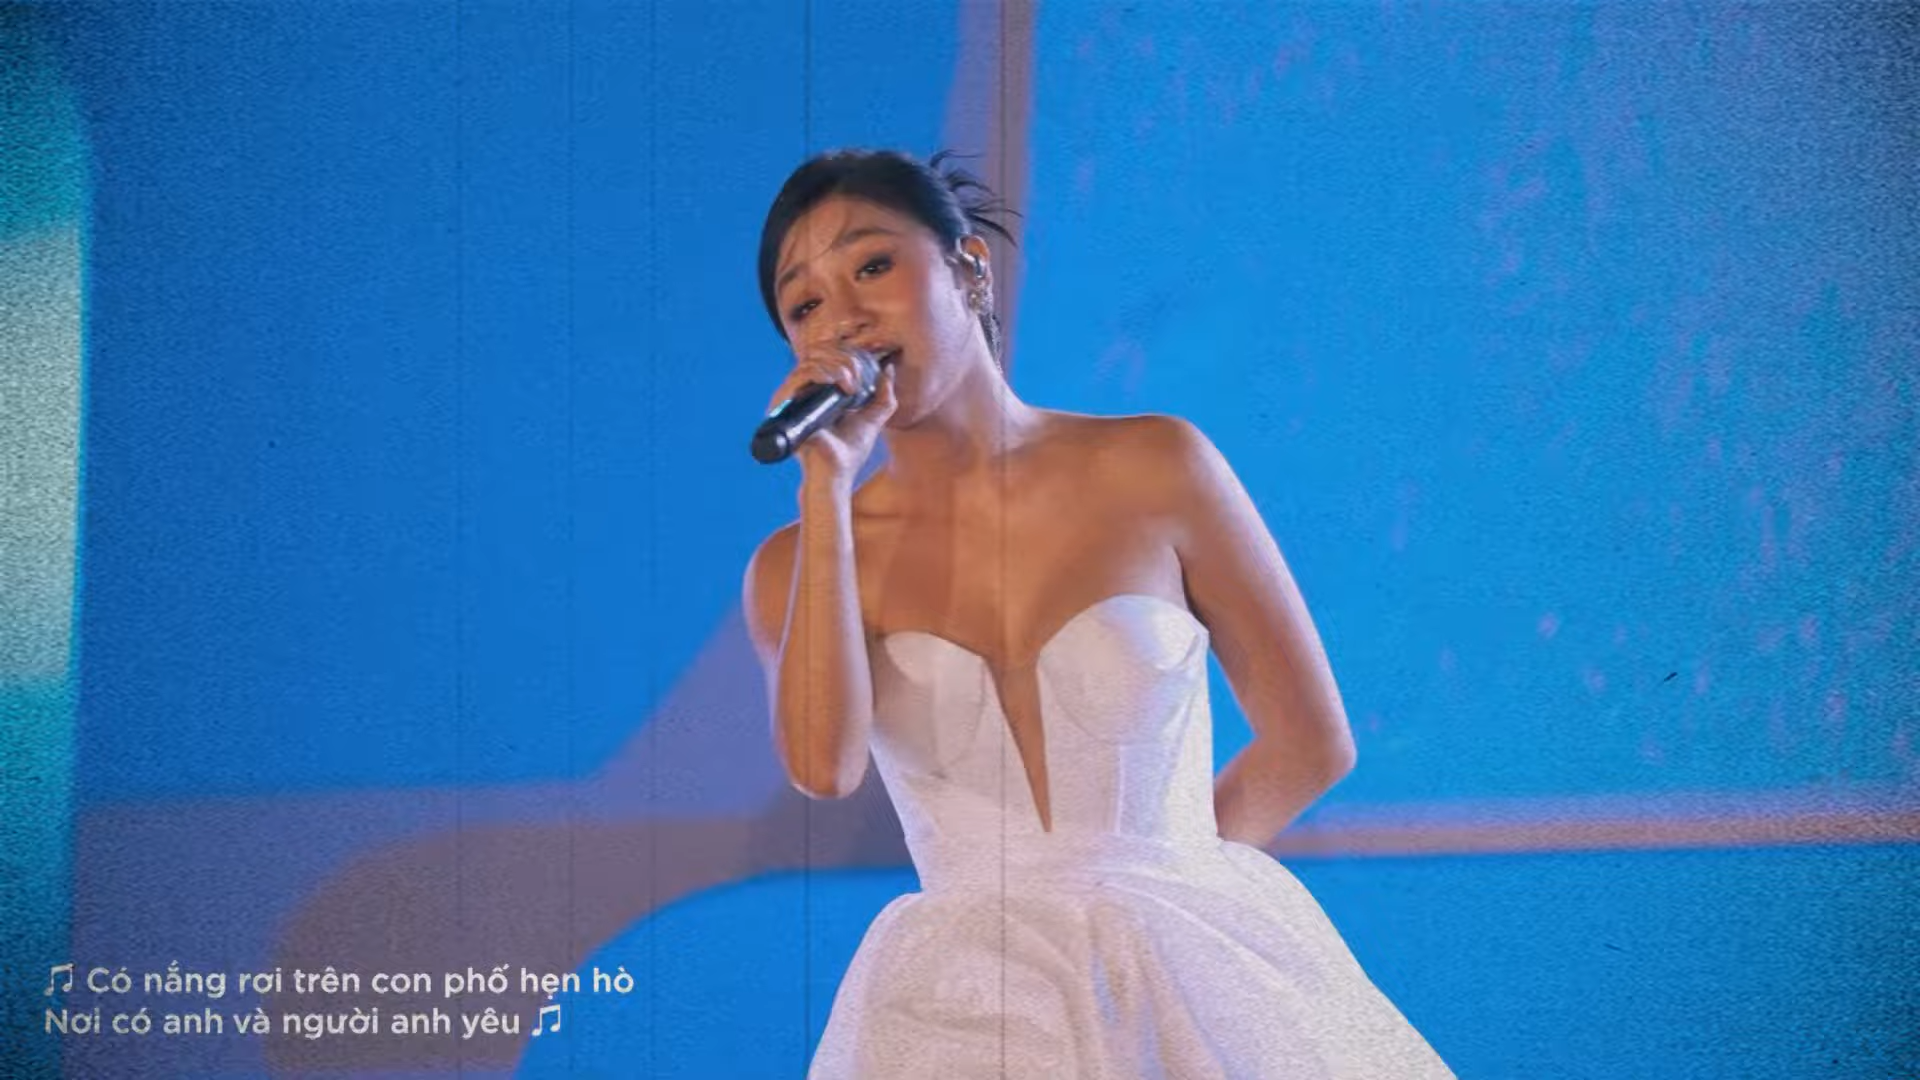 ♫ Có nắng rơi trên con phố hẹn hò
Nơi có anh và người anh yêu ♫